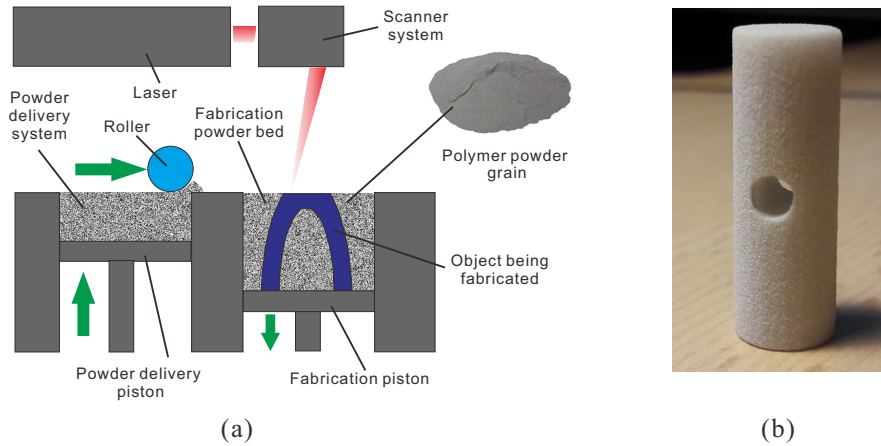 Scanner
system
Laser
Powder
delivery
system
Roller
Fabrication
powder bed
Polymer powder
grain
Object being
fabricated
Powder delivery
piston
Fabrication piston
(a)
(b)